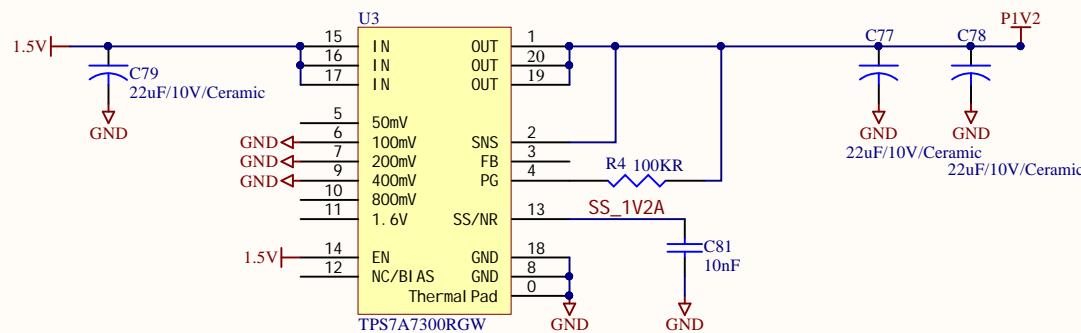 U3
P1V2
1.5V
15 IN OUT 1
16 IN OUT 20
17 IN OUT 19
C79
22uF/10V/Ceramic
GND
C77
C78
GND
GND
22uF/10V/Ceramic
22uF/10V/Ceramic
5 50mV
GND 6 100mV SNS 2
GND 7 200mV FB 3
GND 9 400mV PG 4
R4 100KR
10 800mV
11 1.6V SS/NR 13
SS_1V2A
1.5V 14 EN GND 18
12 NC/BIAS GND 8
Thermal Pad 0
C81
10nF
GND
GND
TPS7A7300RGW